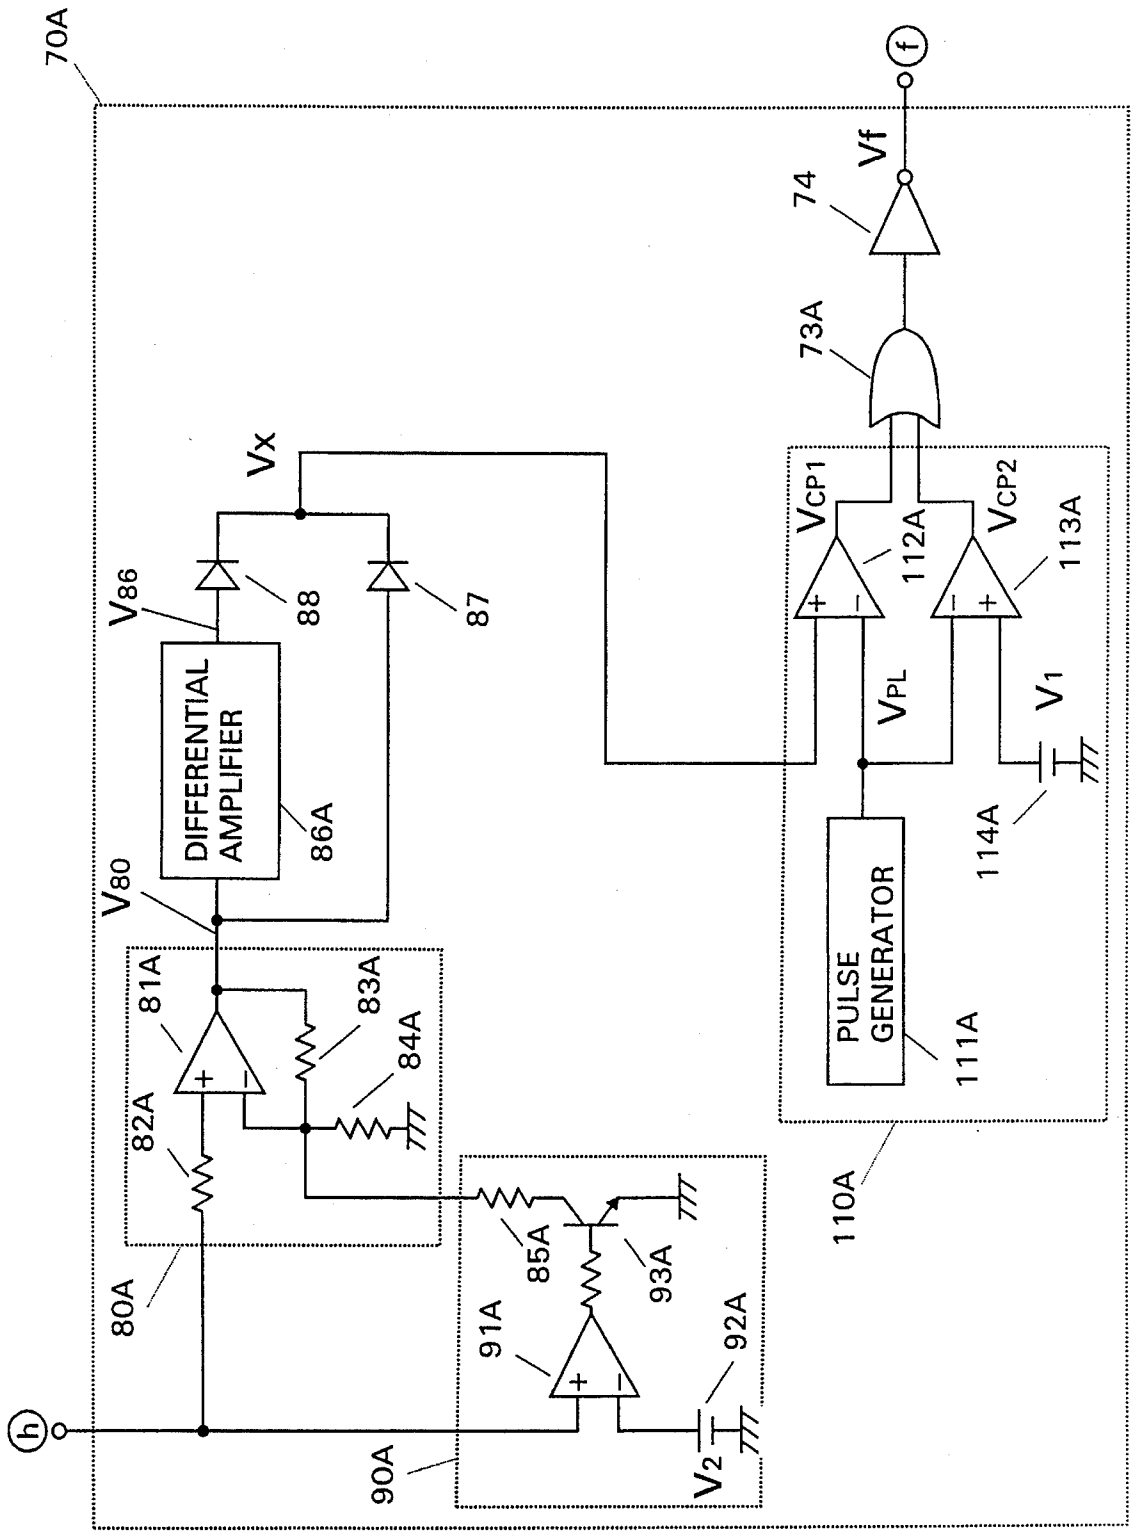 70A
h
80A
82A
81A
83A
84A
V80
DIFFERENTIAL
AMPLIFIER
86A
V86
88
87
Vx
90A
91A
85A
93A
92A
V2
110A
PULSE
GENERATOR
111A
VPL
114A
V1
+
−
−
+
VCP1
112A
VCP2
113A
73A
74
Vf
f
+
−
+
−